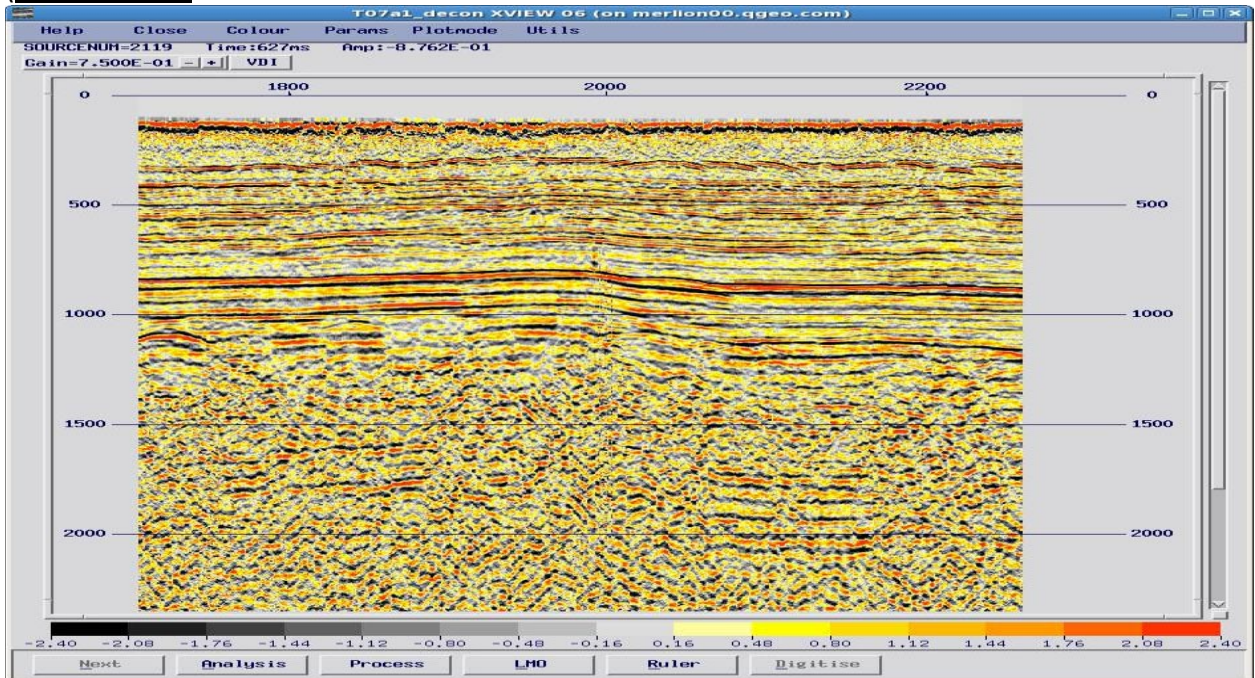 T07a1_decon XVIEW 06 (on merlion00.qgeo.com)
Help Close Colour Params Plotmode Utils
SOURCENUM=2119 Time:627ms Amp:-8.762E-01
Gain=7.500E-01 - + VDI
1800 2000 2200
0 0
500 500
1000 1000
1500 1500
2000 2000
-2.40 -2.08 -1.76 -1.44 -1.12 -0.80 -0.48 -0.16 0.16 0.48 0.80 1.12 1.44 1.76 2.08 2.40
Next Analysis Process LMO Ruler Digitise